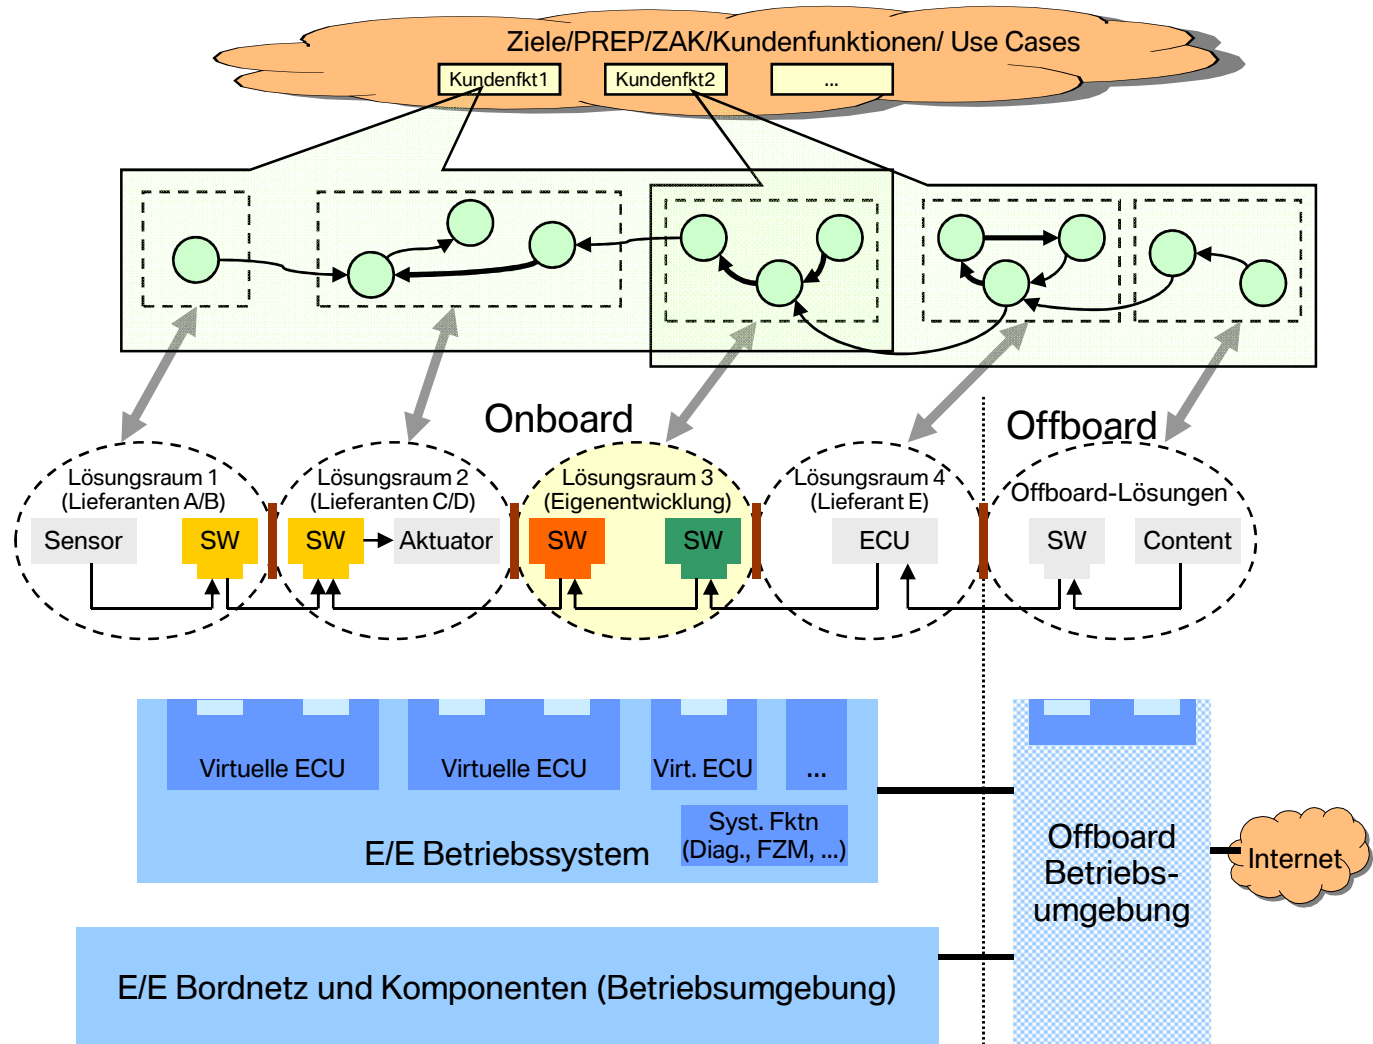 Ziele/PREP/ZAK/Kundenfunktionen/ Use Cases
Kundenfkt1
Kundenfkt2
...
Onboard
Offboard
Lösungsraum 1
(Lieferanten A/B)
Lösungsraum 2
(Lieferanten C/D)
Lösungsraum 3
(Eigenentwicklung)
Lösungsraum 4
(Lieferant E)
Offboard-Lösungen
Sensor
SW
SW
Aktuator
SW
SW
ECU
SW
Content
Virtuelle ECU
Virtuelle ECU
Virt. ECU
...
Syst. Fktn
(Diag., FZM, ...)
E/E Betriebssystem
Offboard
Betriebs-
umgebung
Internet
E/E Bordnetz und Komponenten (Betriebsumgebung)